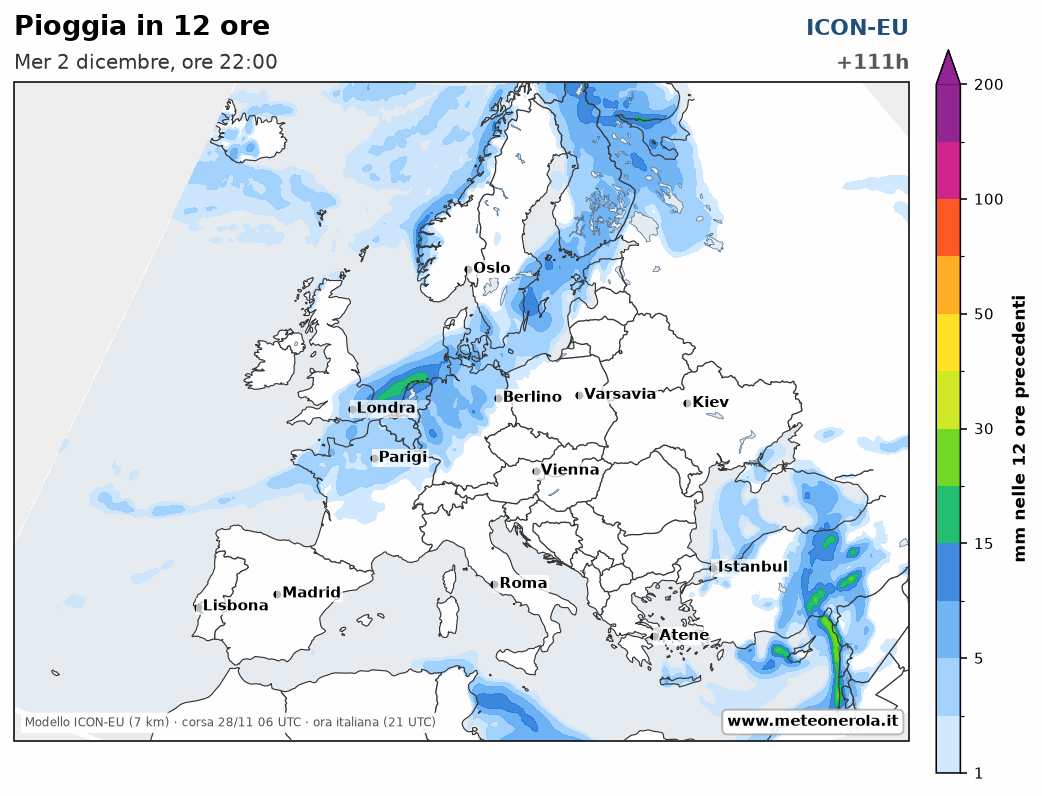 Pioggia in 12 ore
ICON-EU
Mer 2 dicembre, ore 22:00
+111h
200
100
50
30
15
5
1
mm nelle 12 ore precedenti
Oslo
Berlino
Varsavia
Kiev
Londra
Parigi
Vienna
Istanbul
Roma
Madrid
Lisbona
Atene
Modello ICON-EU (7 km) · corsa 28/11 06 UTC · ora italiana (21 UTC)
www.meteonerola.it